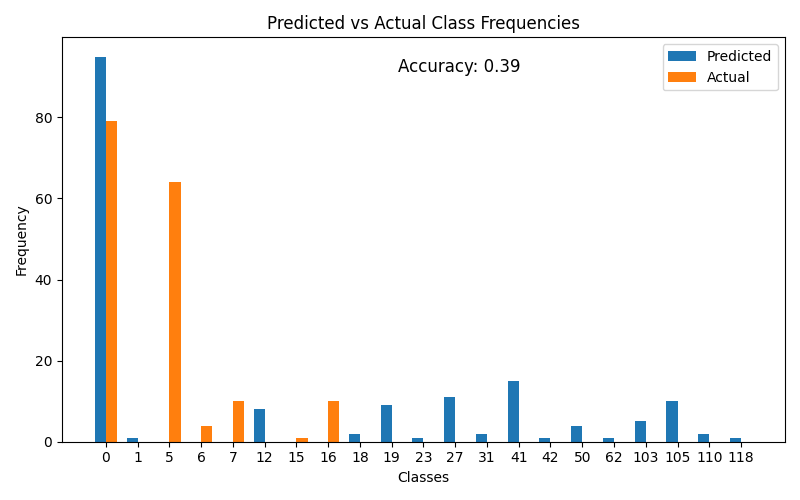 Predicted vs Actual Class Frequencies
Accuracy: 0.39
Predicted
Actual
Frequency
80
60
40
20
0
0 1 5 6 7 12 15 16 18 19 23 27 31 41 42 50 62 103 105 110 118
Classes